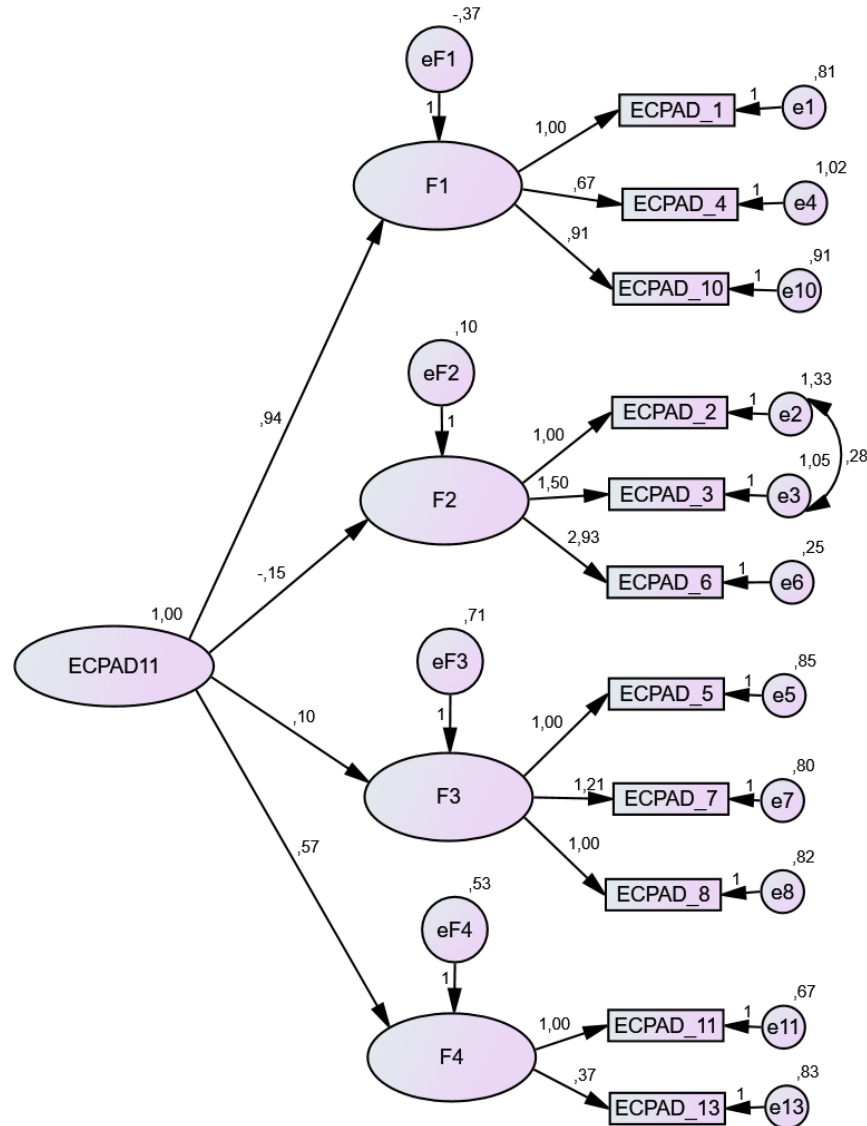 -,37
eF1
1
,81
1
e1
ECPAD_1
1,00
F1
1,02
,67
1
e4
ECPAD_4
,91
,91
1
e10
ECPAD_10
,94
,10
eF2
1
1,33
1
e2
ECPAD_2
1,00
1,05
,28
F2
1,50
1
e3
ECPAD_3
2,93
,25
1
e6
ECPAD_6
-,15
1,00
ECPAD11
,71
eF3
1
,85
1
e5
ECPAD_5
1,00
,10
F3
1,21
,80
1
e7
ECPAD_7
1,00
,82
1
e8
ECPAD_8
,57
,53
eF4
1
,67
1
e11
ECPAD_11
1,00
F4
,37
,83
1
e13
ECPAD_13